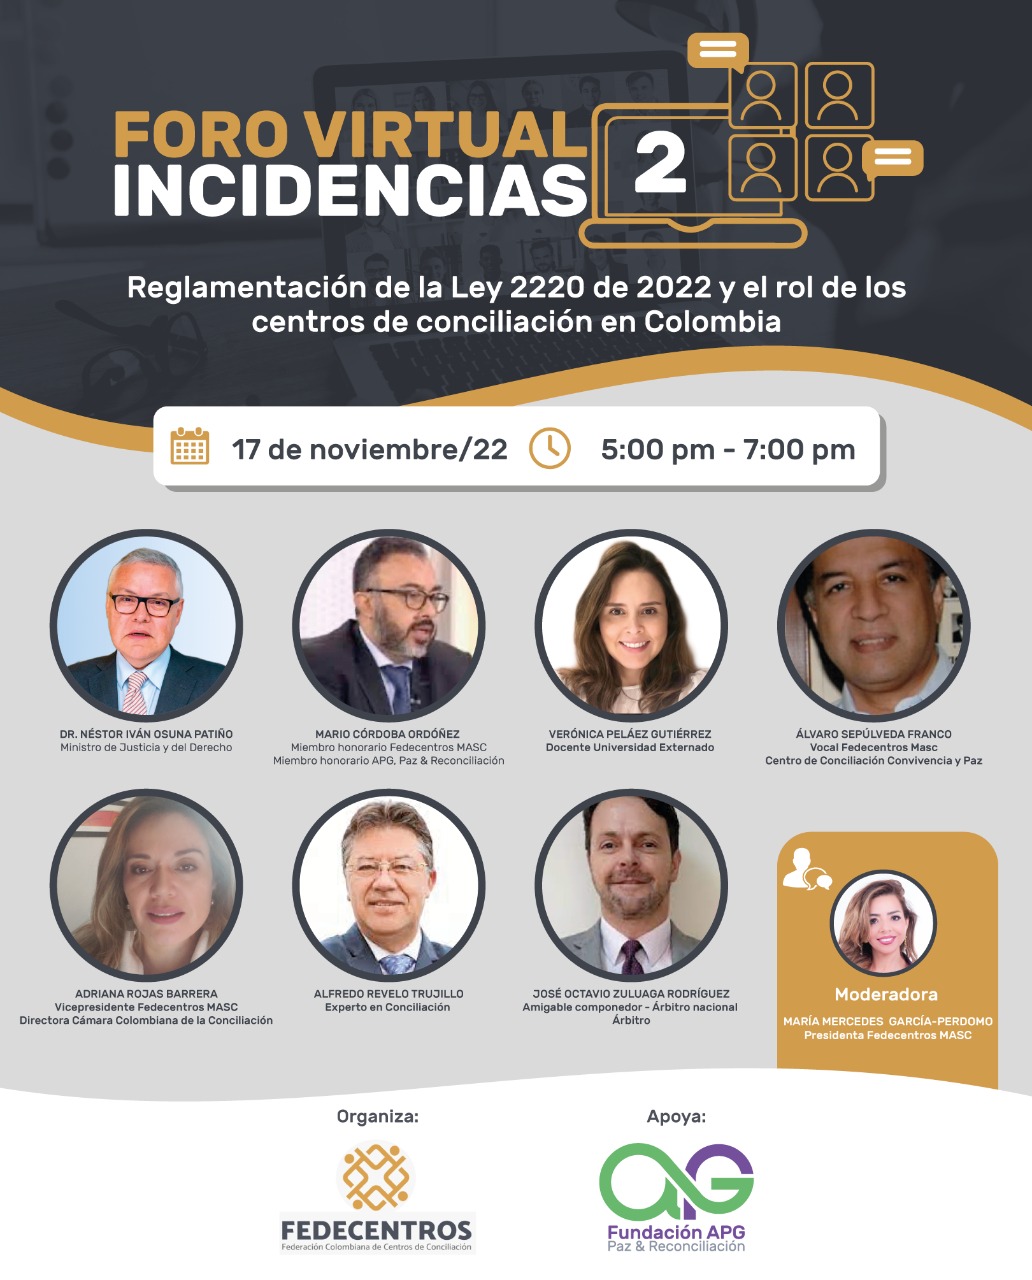 FORO VIRTUAL
INCIDENCIAS 2
Reglamentación de la Ley 2220 de 2022 y el rol de los
centros de conciliación en Colombia
17 de noviembre/22 5:00 pm - 7:00 pm
DR. NÉSTOR IVÁN OSUNA PATIÑO
Ministro de Justicia y del Derecho
MARIO CÓRDOBA ORDÓÑEZ
Miembro honorario Fedecentros MASC
Miembro honorario APG, Paz & Reconciliación
VERÓNICA PELÁEZ GUTIÉRREZ
Docente Universidad Externado
ÁLVARO SEPÚLVEDA FRANCO
Vocal Fedecentros Masc
Centro de Conciliación Convivencia y Paz
ADRIANA ROJAS BARRERA
Vicepresidente Fedecentros MASC
Directora Cámara Colombiana de la Conciliación
ALFREDO REVELO TRUJILLO
Experto en Conciliación
JOSÉ OCTAVIO ZULUAGA RODRÍGUEZ
Amigable componedor - Árbitro nacional
Árbitro
Moderadora
MARÍA MERCEDES GARCÍA-PERDOMO
Presidenta Fedecentros MASC
Organiza:
FEDECENTROS
Federación Colombiana de Centros de Conciliación
Apoya:
aPG
Fundación APG
Paz & Reconciliación